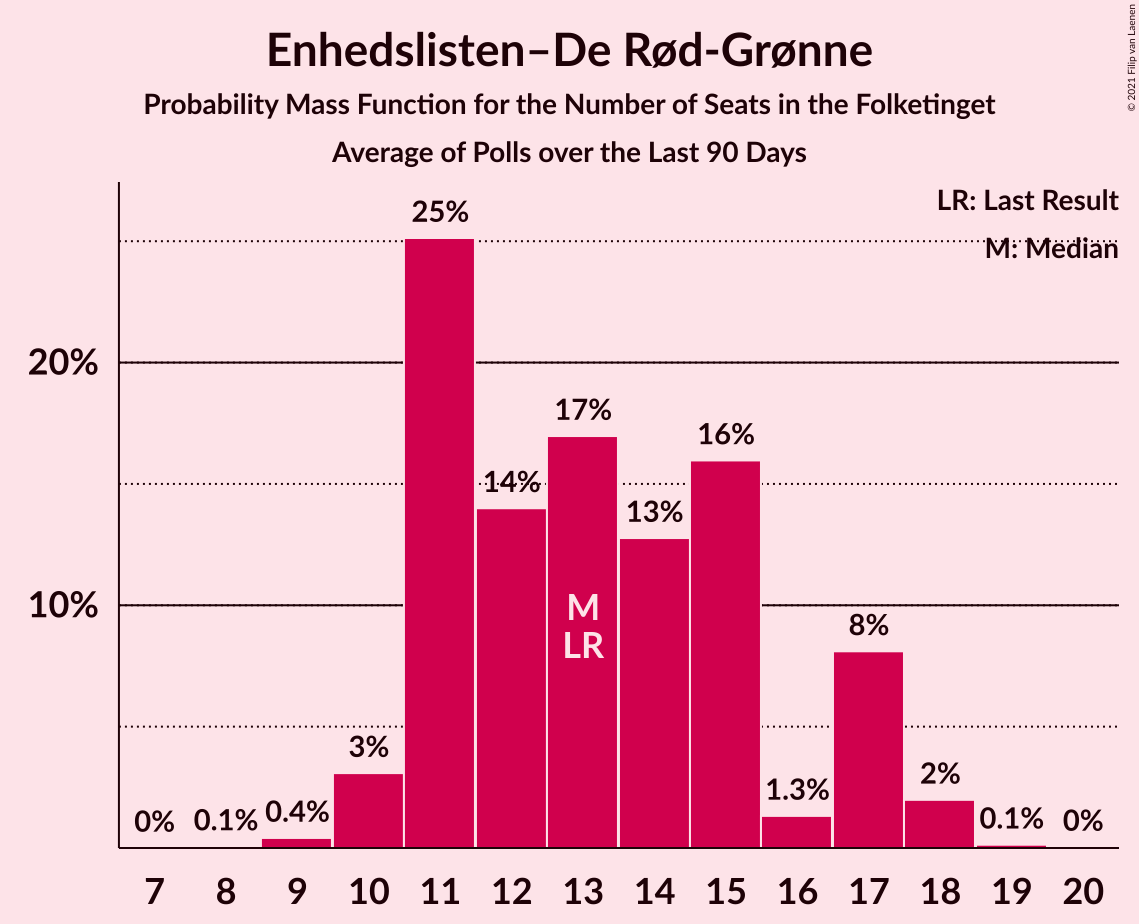 Enhedslisten–De Rød-Grønne
Probability Mass Function for the Number of Seats in the Folketinget
Average of Polls over the Last 90 Days
© 2021 Filip van Laenen
LR: Last Result
M: Median
20%
10%
0%
0.1%
0.4%
3%
25%
14%
17%
13%
16%
1.3%
8%
2%
0.1%
0%
M
LR
7 8 9 10 11 12 13 14 15 16 17 18 19 20